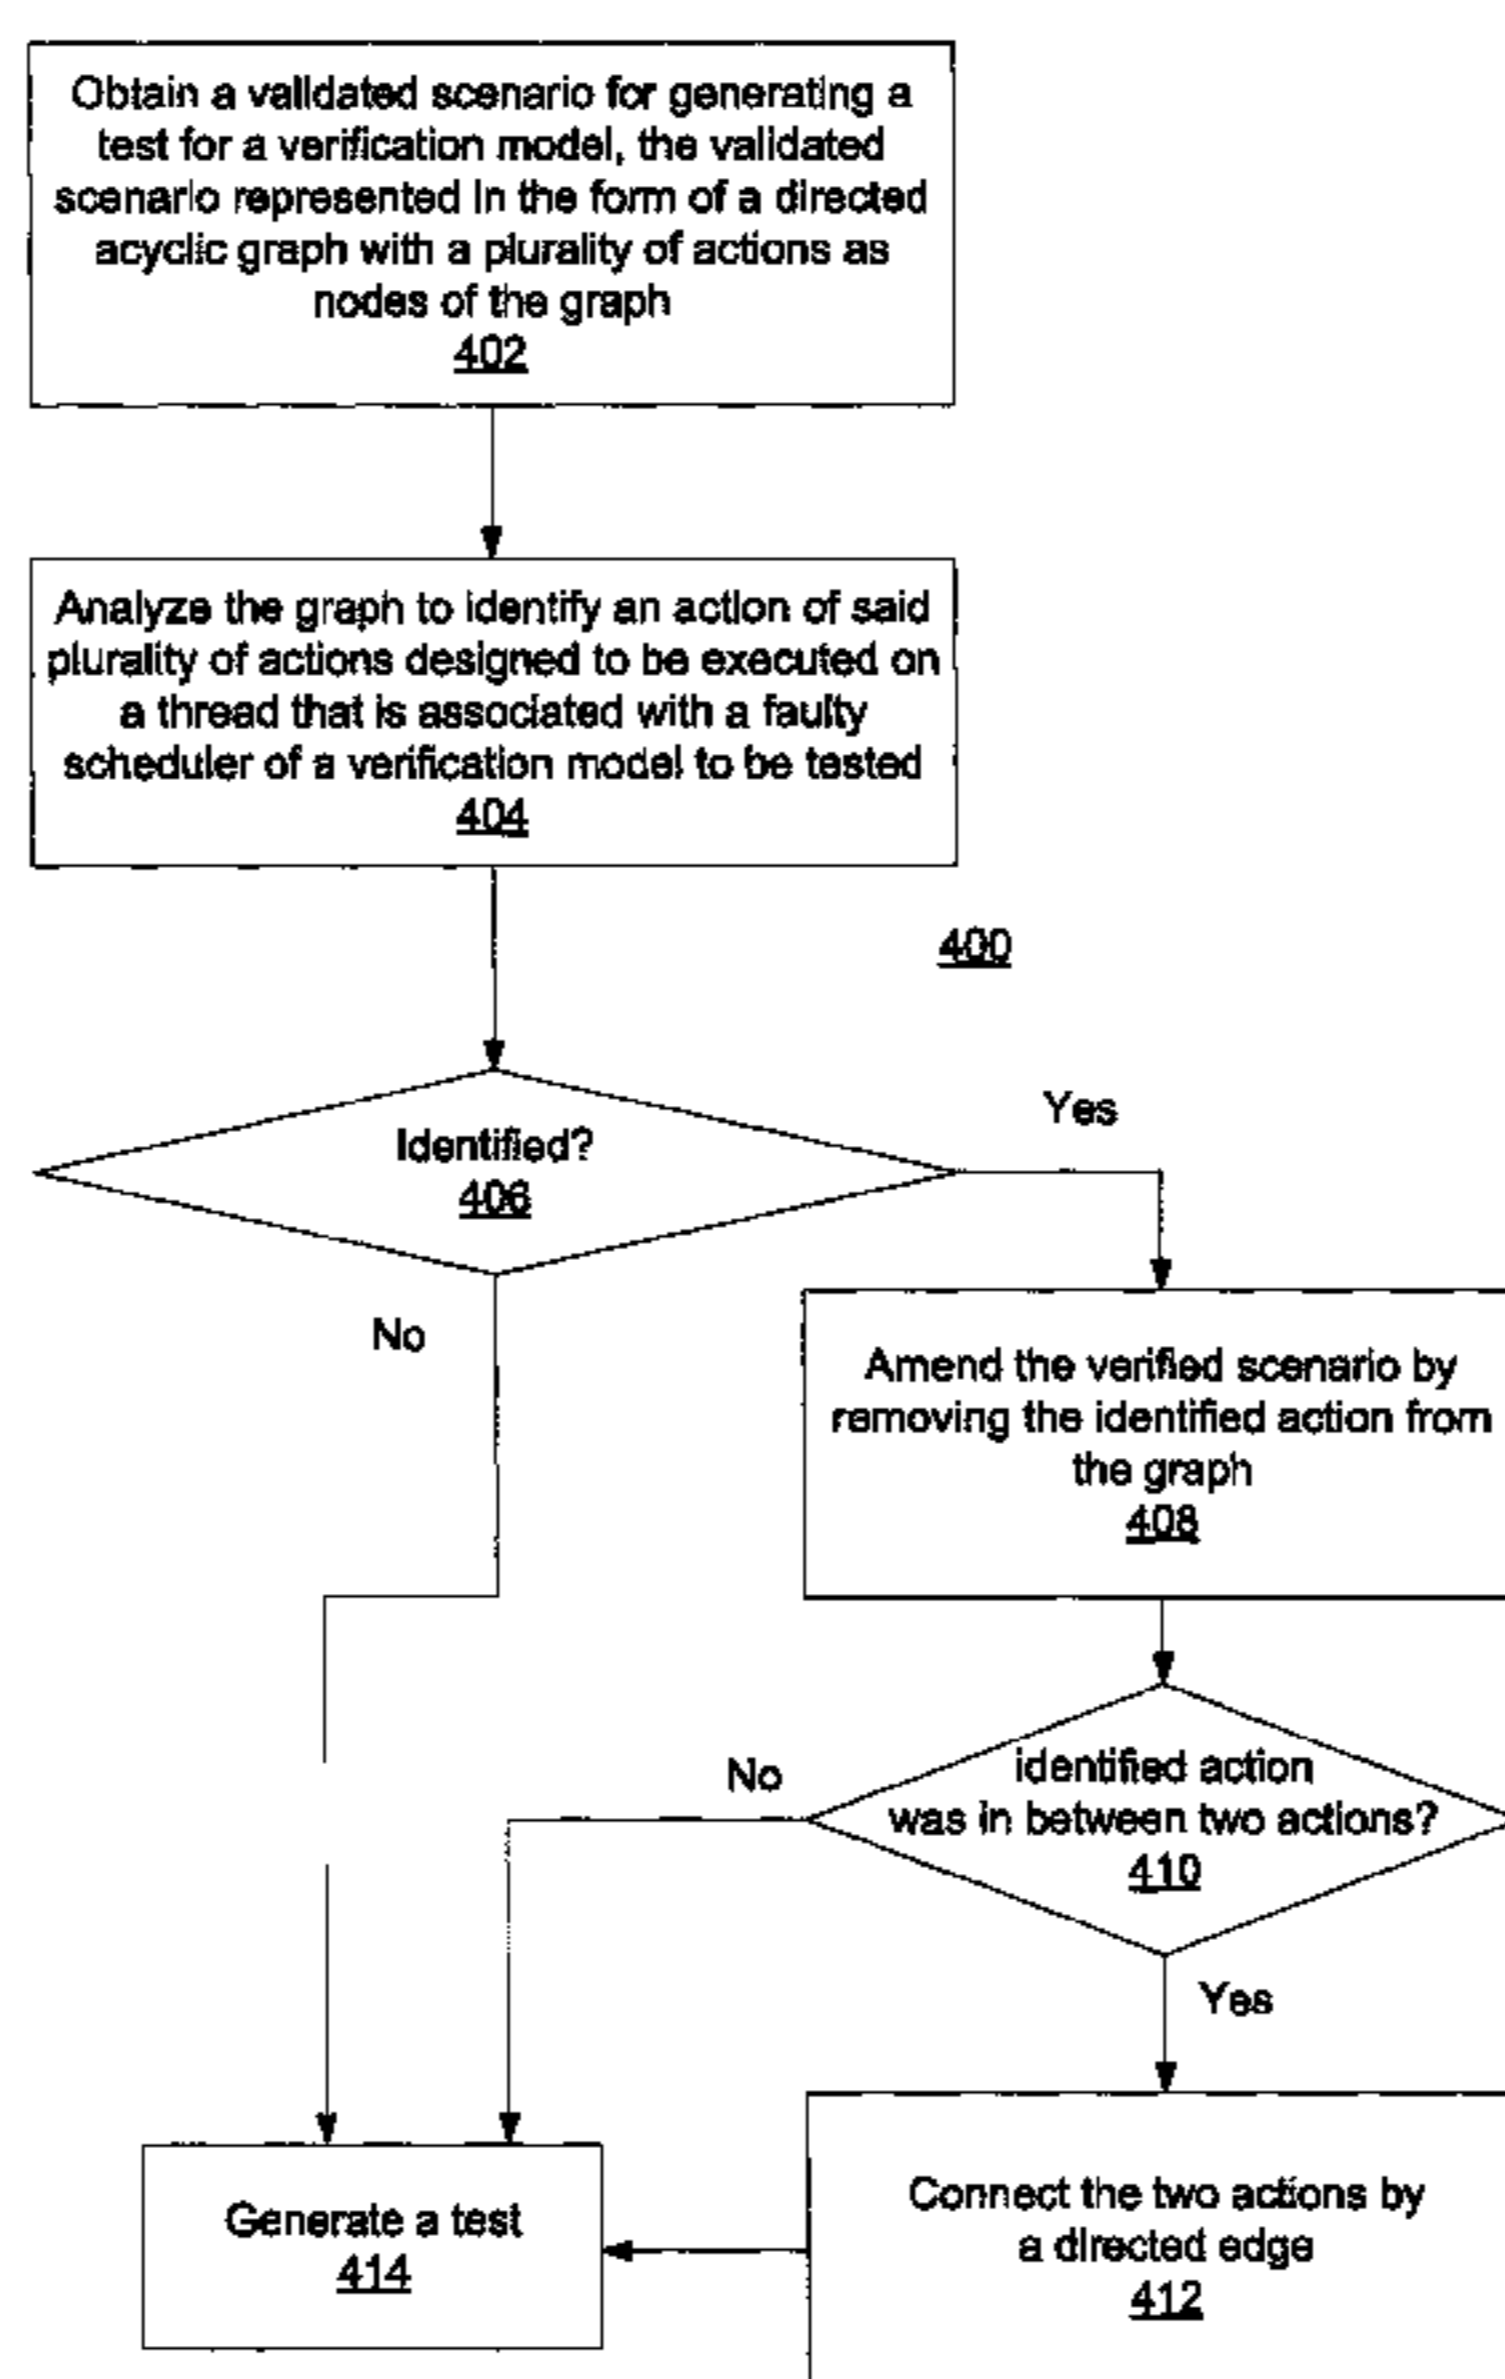 Obtain a validated scenario for generating a
test for a verification model, the validated
scenario represented in the form of a directed
acyclic graph with a plurality of actions as
nodes of the graph
402
Analyze the graph to identify an action of said
plurality of actions designed to be executed on
a thread that is associated with a faulty
scheduler of a verification model to be tested
404
400
Identified?
406
Yes
No
Amend the verified scenario by
removing the identified action from
the graph
408
identified action
was in between two actions?
410
No
Yes
Connect the two actions by
a directed edge
412
Generate a test
414